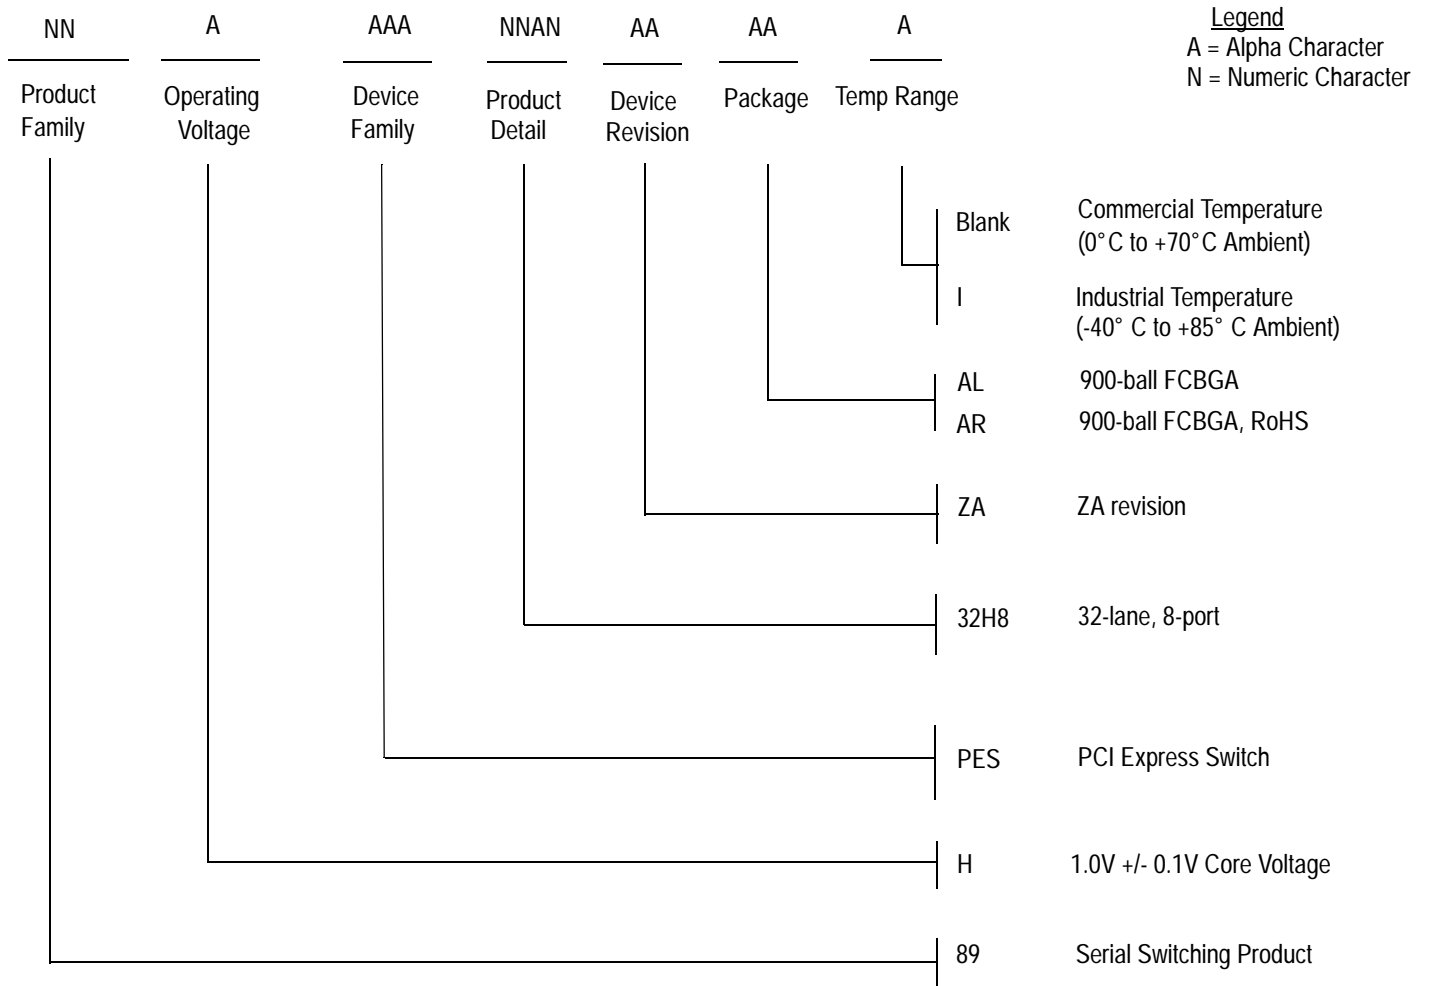 NN A AAA NNAN AA AA A
Legend
A = Alpha Character
N = Numeric Character
Product
Family
Operating
Voltage
Device
Family
Product
Detail
Device
Revision
Package
Temp Range
Blank Commercial Temperature
(0°C to +70°C Ambient)
I Industrial Temperature
(-40° C to +85° C Ambient)
AL 900-ball FCBGA
AR 900-ball FCBGA, RoHS
ZA ZA revision
32H8 32-lane, 8-port
PES PCI Express Switch
H 1.0V +/- 0.1V Core Voltage
89 Serial Switching Product